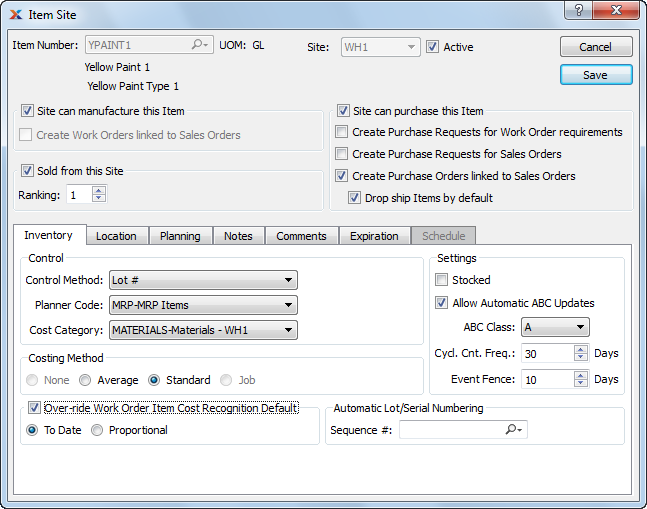 Item Site
Item Number: YPAINT1 UOM: GL Site: WH1 Active Cancel
Yellow Paint 1
Yellow Paint Type 1
Save
Site can manufacture this Item
Create Work Orders linked to Sales Orders
Sold from this Site
Ranking: 1
Site can purchase this Item
Create Purchase Requests for Work Order requirements
Create Purchase Requests for Sales Orders
Create Purchase Orders linked to Sales Orders
Drop ship Items by default
Inventory Location Planning Notes Comments Expiration Schedule
Control
Control Method: Lot #
Planner Code: MRP-MRP Items
Cost Category: MATERIALS-Materials - WH1
Costing Method
None Average Standard Job
Over-ride Work Order Item Cost Recognition Default
To Date Proportional
Settings
Stocked
Allow Automatic ABC Updates
ABC Class: A
Cycl. Cnt. Freq.: 30 Days
Event Fence: 10 Days
Automatic Lot/Serial Numbering
Sequence #: